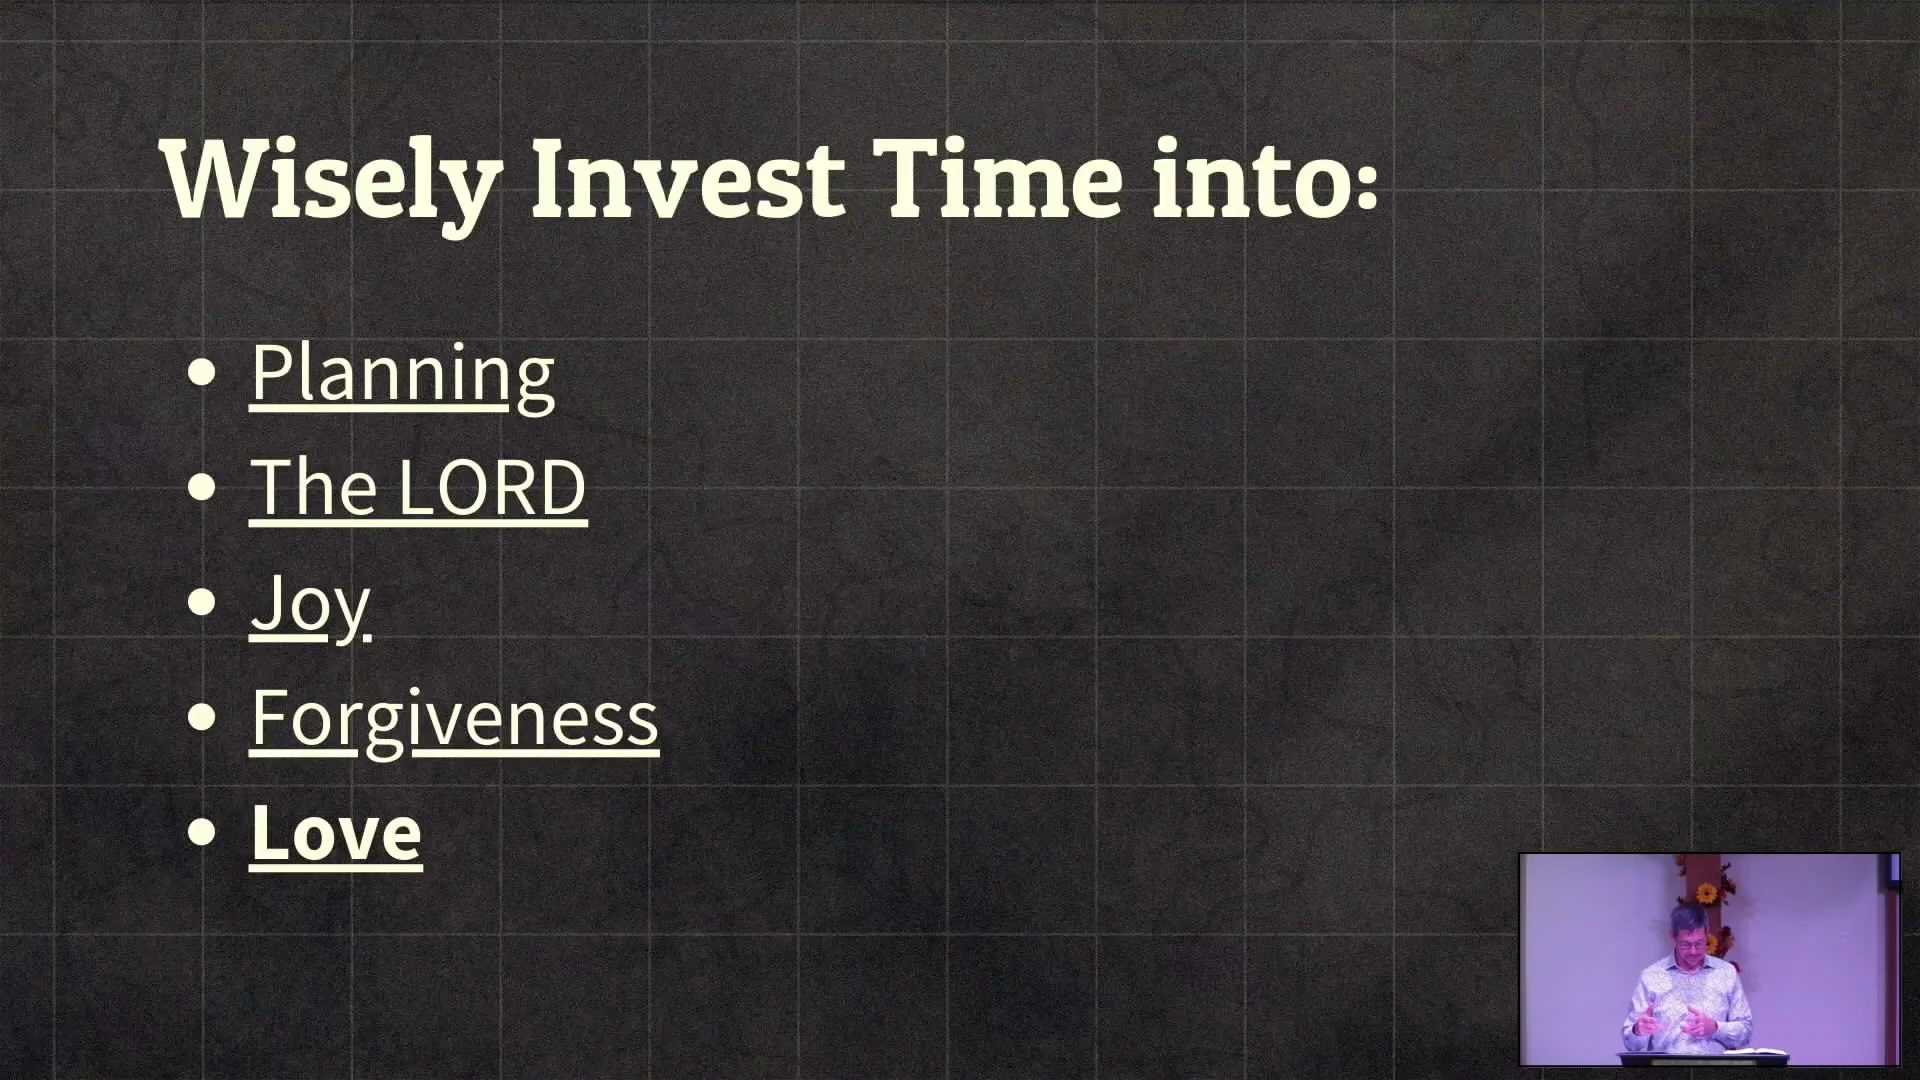 Wisely Invest Time into:
• Planning
• The LORD
• Joy
• Forgiveness
• Love